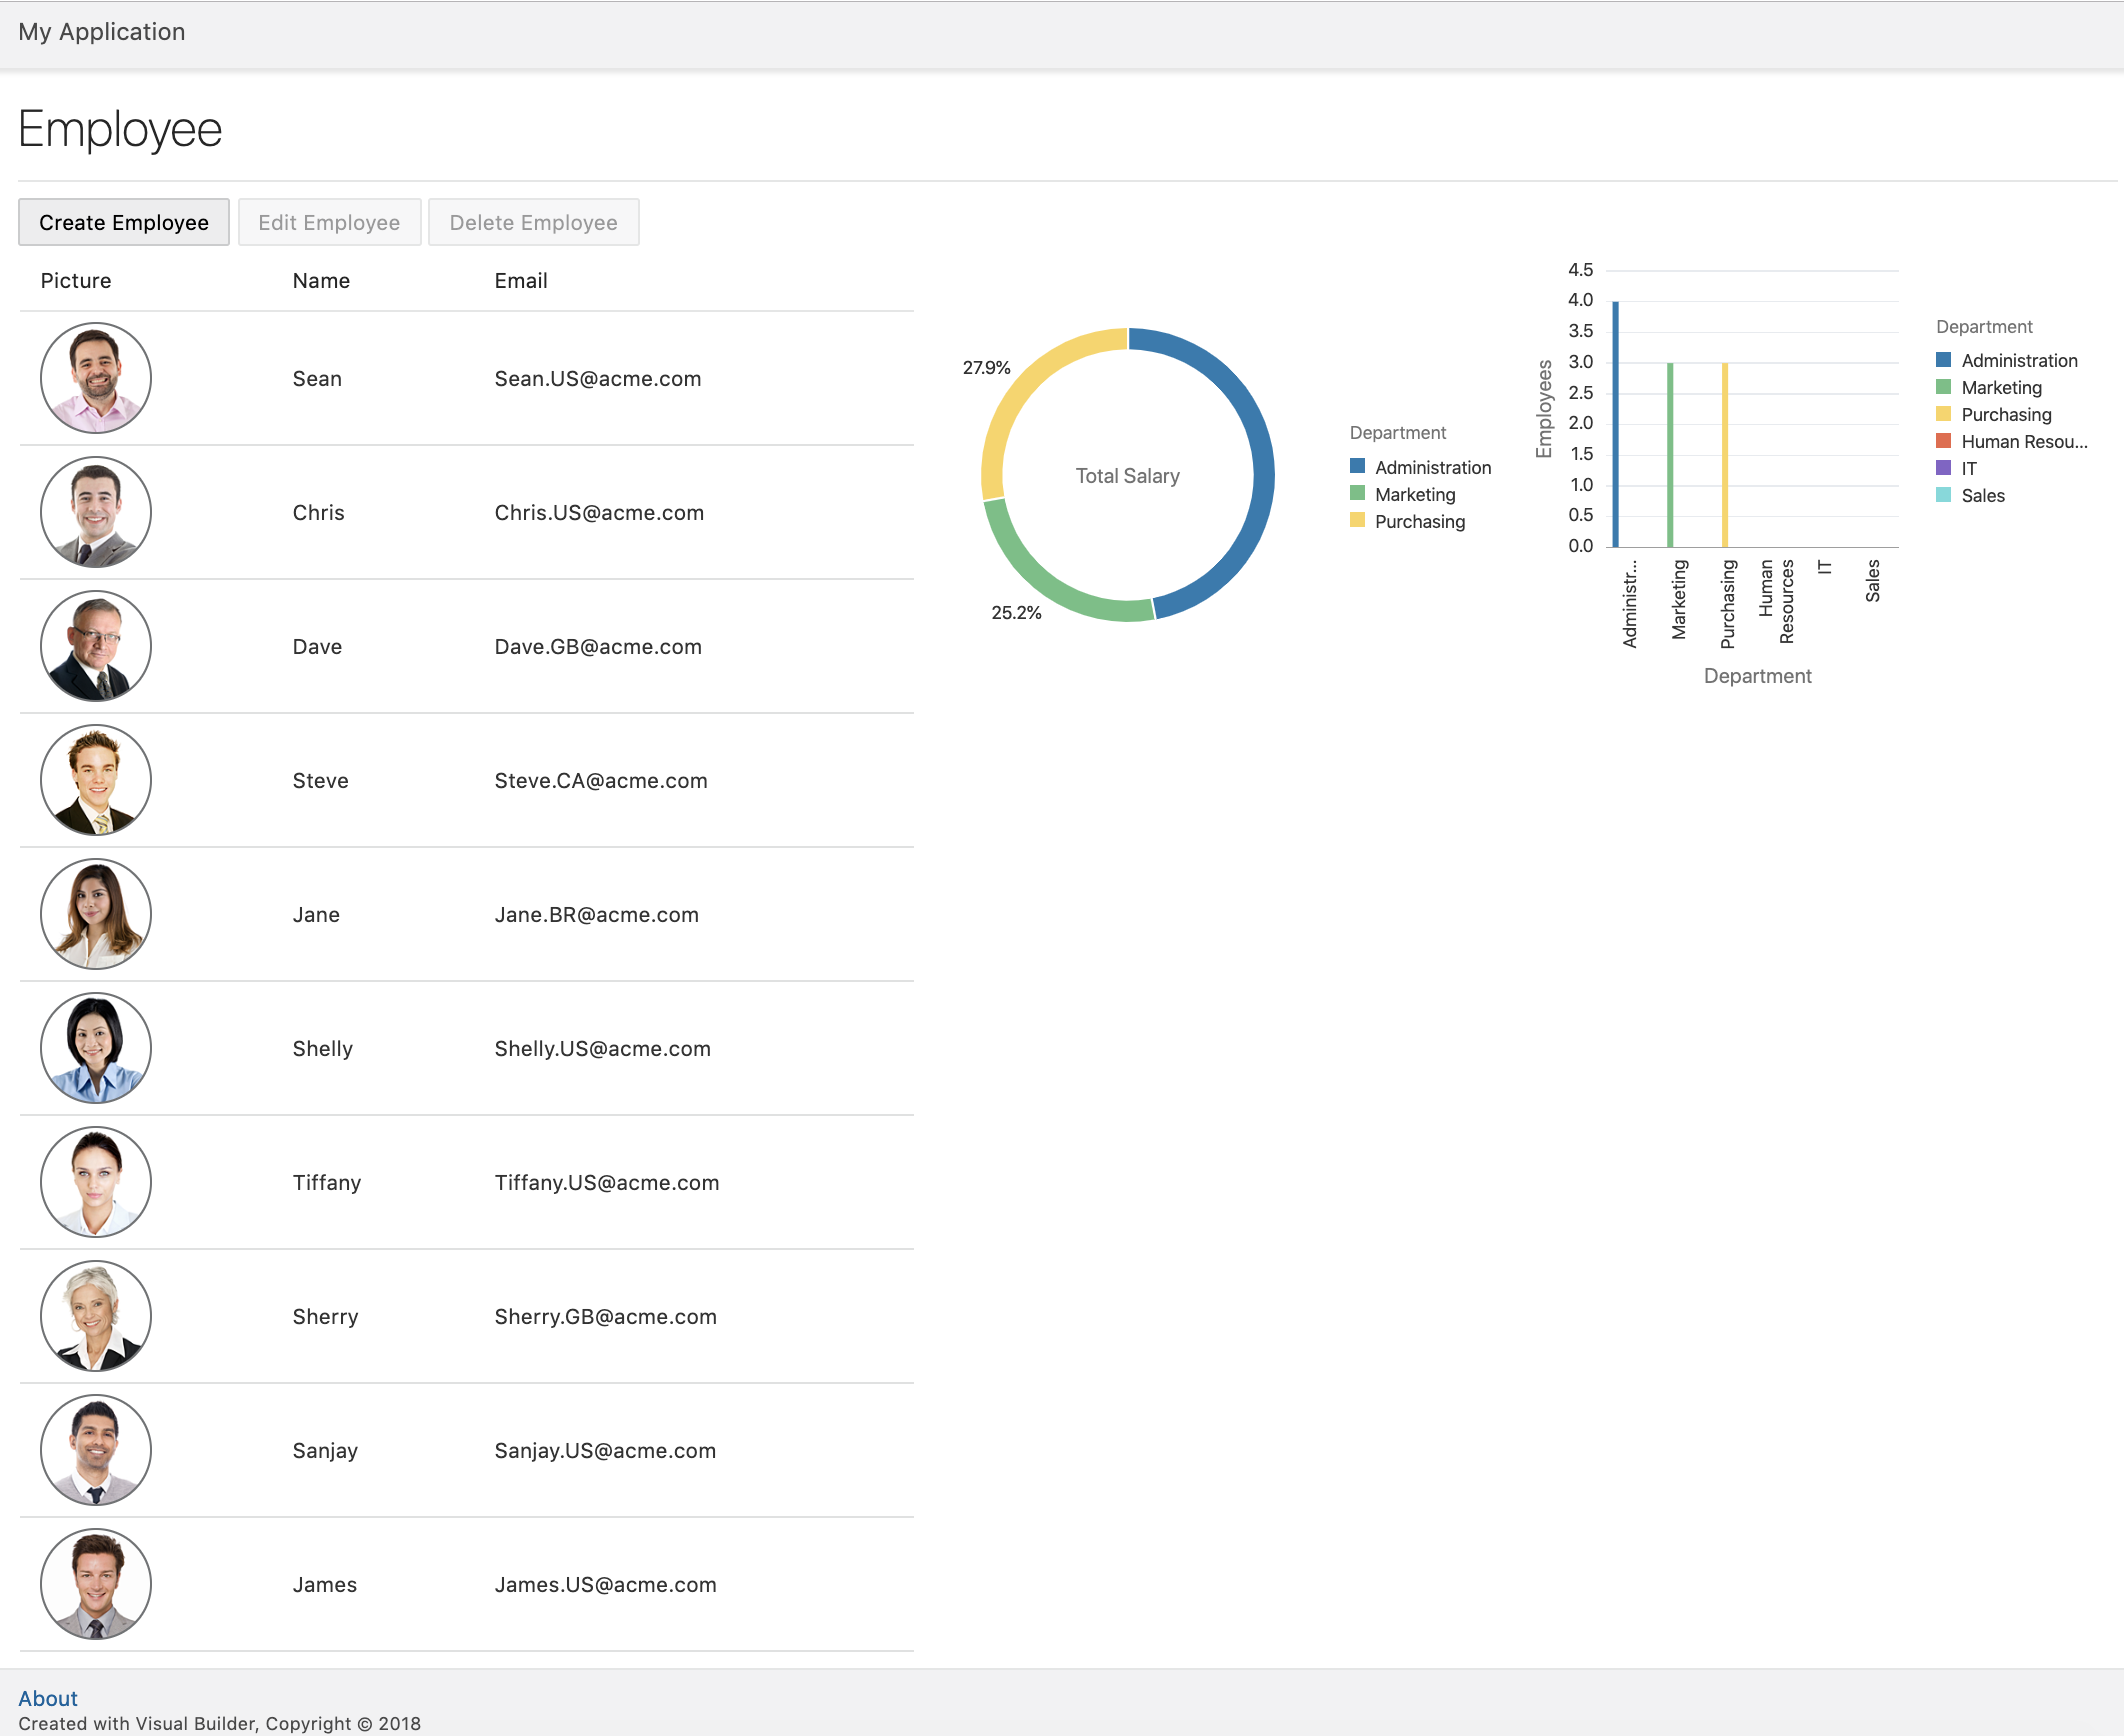 My Application
Employee
Create Employee Edit Employee Delete Employee
Picture Name Email
Sean Sean.US@acme.com
Chris Chris.US@acme.com
Dave Dave.GB@acme.com
Steve Steve.CA@acme.com
Jane Jane.BR@acme.com
Shelly Shelly.US@acme.com
Tiffany Tiffany.US@acme.com
Sherry Sherry.GB@acme.com
Sanjay Sanjay.US@acme.com
James James.US@acme.com
27.9%
Total Salary
25.2%
Department
Administration
Marketing
Purchasing
Employees
4.5
4.0
3.5
3.0
2.5
2.0
1.5
1.0
0.5
0.0
Administr...
Marketing
Purchasing
Human
Resources
IT
Sales
Department
Department
Administration
Marketing
Purchasing
Human Resou...
IT
Sales
About
Created with Visual Builder, Copyright © 2018